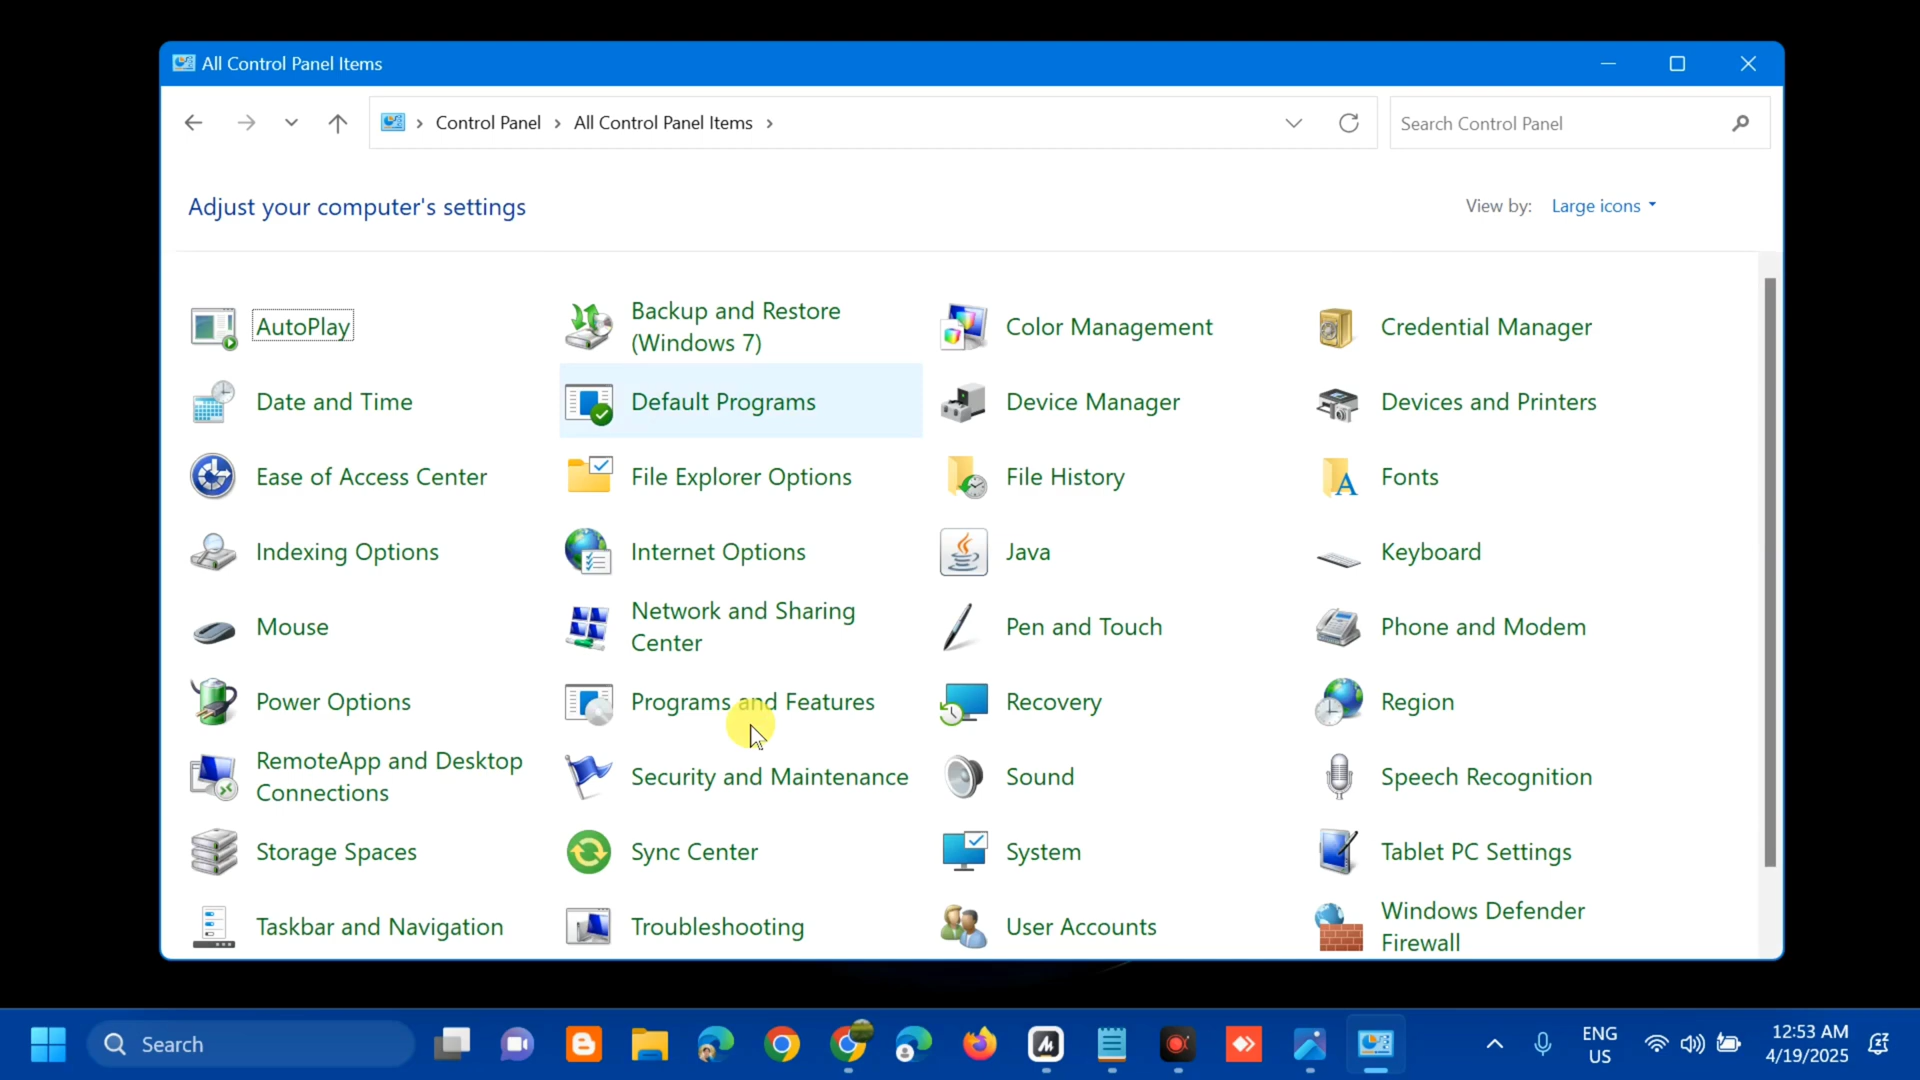 All Control Panel Items
Control Panel
All Control Panel Items
Search Control Panel
Adjust your computer's settings
View by: Large icons
AutoPlay
Backup and Restore
(Windows 7)
Color Management
Credential Manager
Date and Time
Default Programs
Device Manager
Devices and Printers
Ease of Access Center
File Explorer Options
File History
Fonts
Indexing Options
Internet Options
Java
Keyboard
Mouse
Network and Sharing
Center
Pen and Touch
Phone and Modem
Power Options
Programs and Features
Recovery
Region
RemoteApp and Desktop
Connections
Security and Maintenance
Sound
Speech Recognition
Storage Spaces
Sync Center
System
Tablet PC Settings
Taskbar and Navigation
Troubleshooting
User Accounts
Windows Defender
Firewall
Search
ENG
US
12:53 AM
4/19/2025